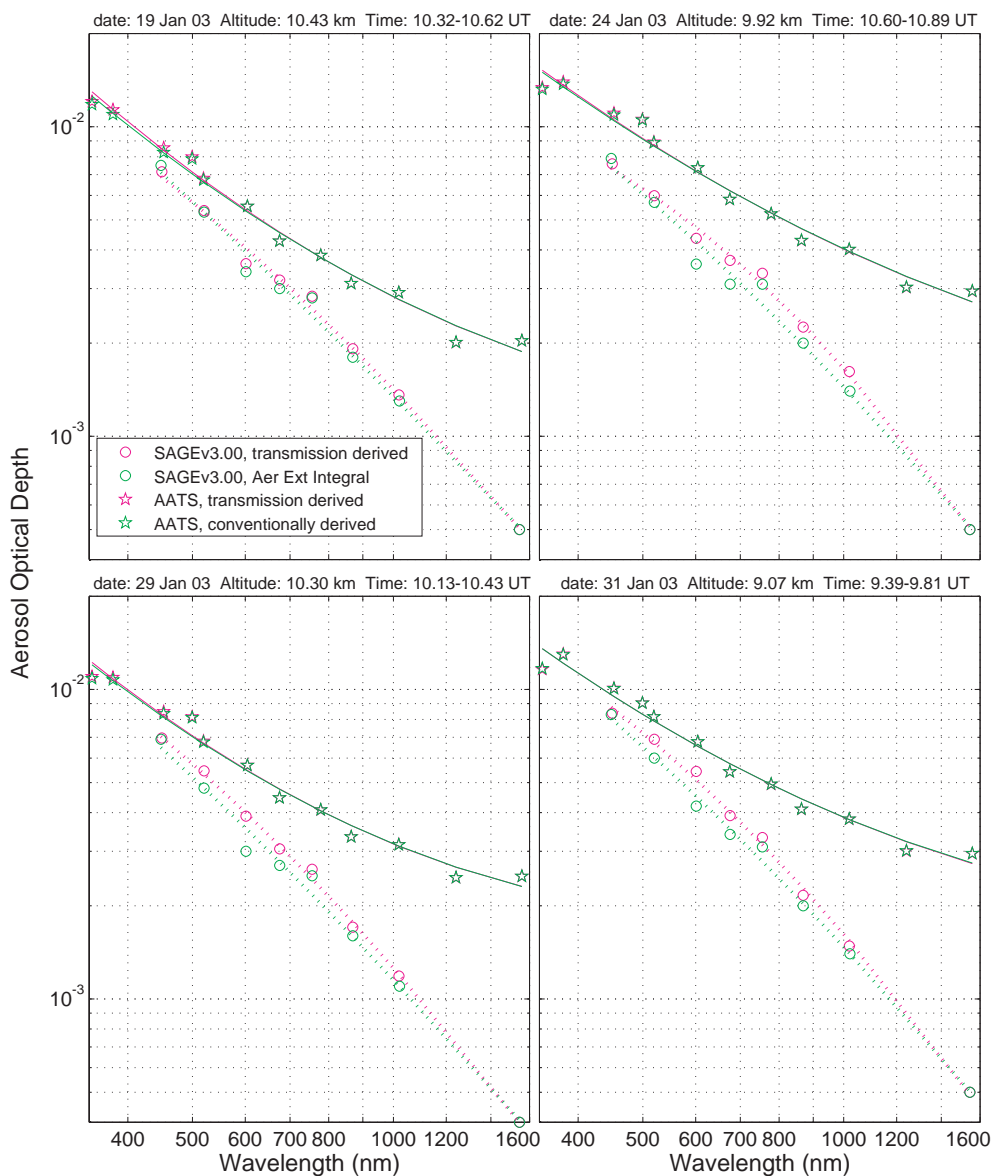 date: 19 Jan 03 Altitude: 10.43 km Time: 10.32-10.62 UT
date: 24 Jan 03 Altitude: 9.92 km Time: 10.60-10.89 UT
10^-2
10^-3
SAGEv3.00, transmission derived
SAGEv3.00, Aer Ext Integral
AATS, transmission derived
AATS, conventionally derived
Aerosol Optical Depth
date: 29 Jan 03 Altitude: 10.30 km Time: 10.13-10.43 UT
date: 31 Jan 03 Altitude: 9.07 km Time: 9.39-9.81 UT
10^-2
10^-3
400 500 600 700 800 1000 1200 1600
400 500 600 700 800 1000 1200 1600
Wavelength (nm)
Wavelength (nm)